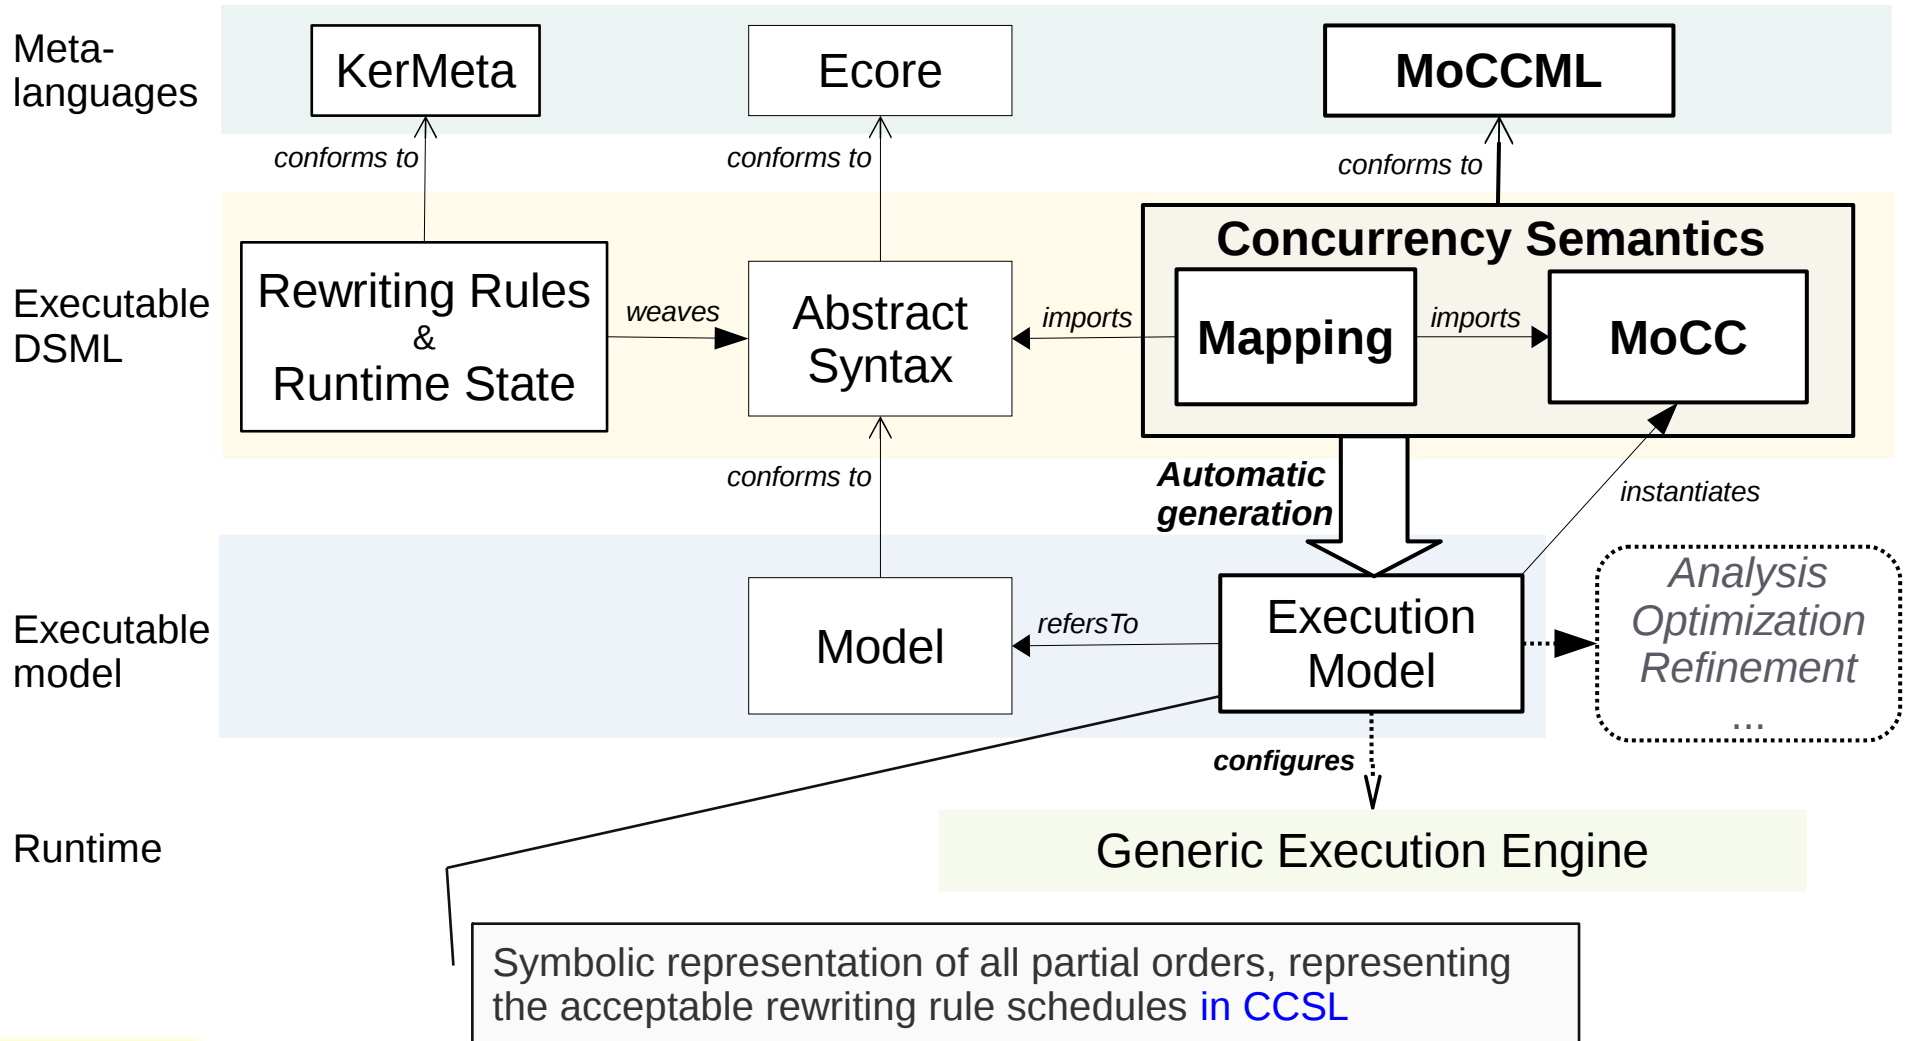 Meta-
languages
KerMeta
Ecore
MoCCML
conforms to
conforms to
conforms to
Executable
DSML
Rewriting Rules
&
Runtime State
weaves
Abstract
Syntax
imports
Concurrency Semantics
Mapping
imports
MoCC
conforms to
Automatic
generation
instantiates
Executable
model
Model
refersTo
Execution
Model
Analysis
Optimization
Refinement
...
configures
Runtime
Generic Execution Engine
Symbolic representation of all partial orders, representing
the acceptable rewriting rule schedules in CCSL